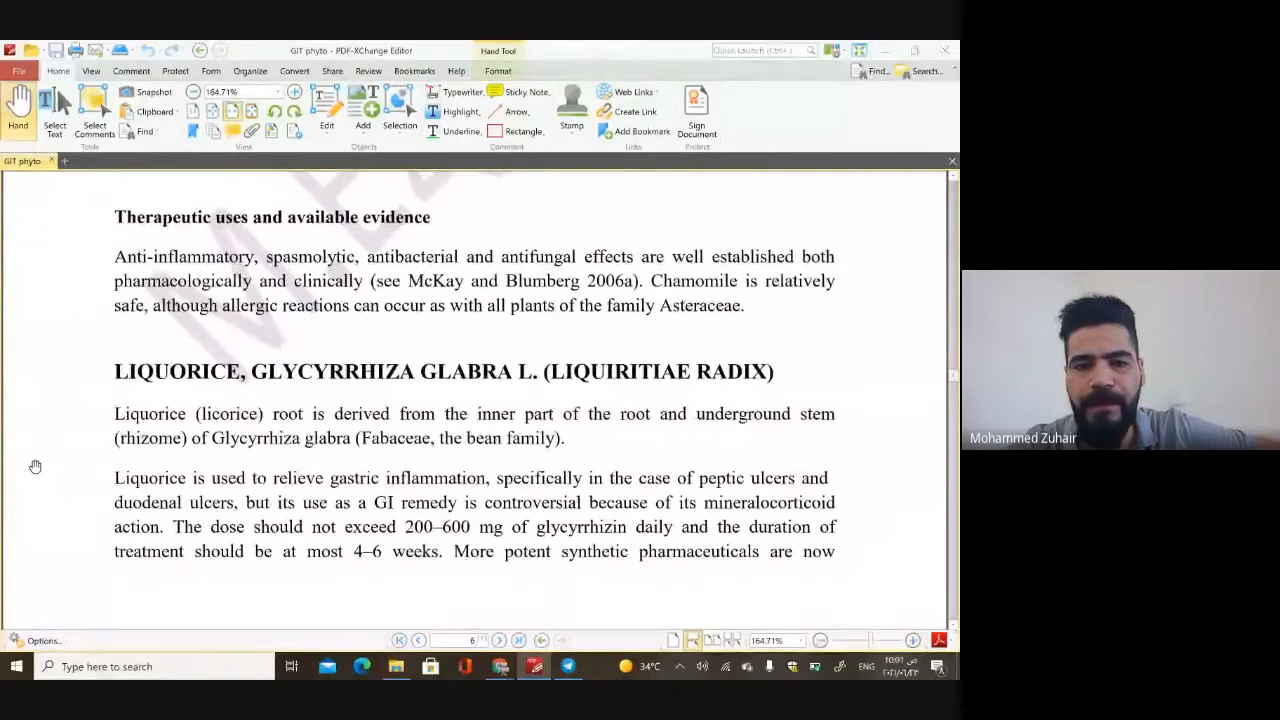 GIT phyto - PDF-XChange Editor
Hand Tool
Quick Launch (Ctrl+.)
File Home View Comment Protect Form Organize Convert Share Review Bookmarks Help Format
Find... Search...
Hand
Select Text
Select Comments
Snapshot
Clipboard
Find
Tools
164.71%
View
Edit
Add
Selection
Objects
Typewriter
Highlight
Underline
Sticky Note
Arrow
Rectangle
Comment
Stamp
Web Links
Create Link
Add Bookmark
Links
Sign Document
Protect
GIT phyto
Therapeutic uses and available evidence
Anti-inflammatory, spasmolytic, antibacterial and antifungal effects are well established both
pharmacologically and clinically (see McKay and Blumberg 2006a). Chamomile is relatively
safe, although allergic reactions can occur as with all plants of the family Asteraceae.
LIQUORICE, GLYCYRRHIZA GLABRA L. (LIQUIRITIAE RADIX)
Liquorice (licorice) root is derived from the inner part of the root and underground stem
(rhizome) of Glycyrrhiza glabra (Fabaceae, the bean family).
Liquorice is used to relieve gastric inflammation, specifically in the case of peptic ulcers and
duodenal ulcers, but its use as a GI remedy is controversial because of its mineralocorticoid
action. The dose should not exceed 200–600 mg of glycyrrhizin daily and the duration of
treatment should be at most 4–6 weeks. More potent synthetic pharmaceuticals are now
Mohammed Zuhair
Options...
6
164.71%
Type here to search
34°C
ENG
10:01 ص